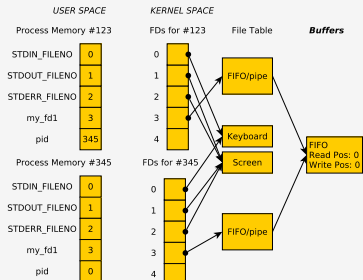 USER SPACE
KERNEL SPACE
Process Memory #123
FDs for #123
File Table
Buffers
STDIN_FILENO
0
0
STDOUT_FILENO
1
1
FIFO/pipe
STDERR_FILENO
2
2
my_fd1
3
3
pid
345
4
Keyboard
Screen
FIFO
Read Pos: 0
Write Pos: 0
Process Memory #345
FDs for #345
STDIN_FILENO
0
0
STDOUT_FILENO
1
1
STDERR_FILENO
2
2
FIFO/pipe
my_fd1
3
3
pid
0
4